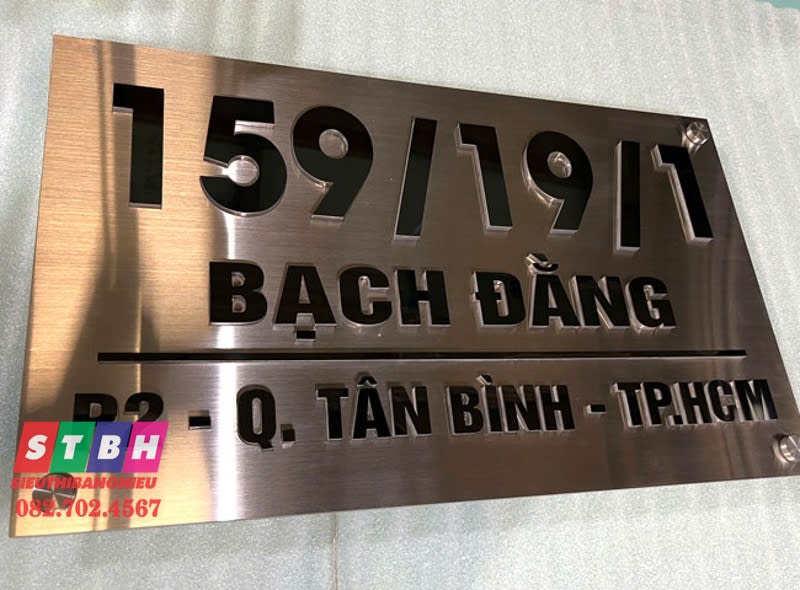 159/19/1
BẠCH ĐẰNG
P2 - Q. TÂN BÌNH - TP.HCM
STBH
SIEUTHIBANGHIEU
082.702.4567